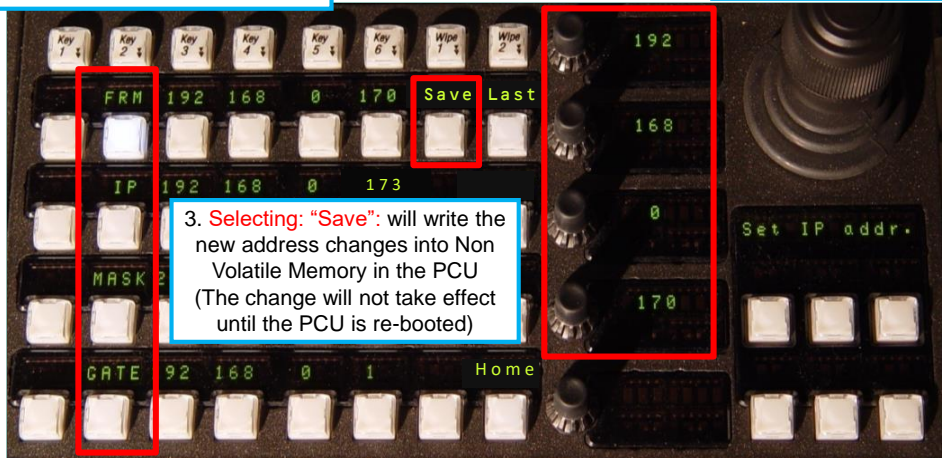 Key 1 Key 2 Key 3 Key 4 Key 5 Key 6 Wipe 1 Wipe 2
192
FRM 192 168 0 170 Save Last
168
IP 192 168 0 173
0
Set IP addr.
3. Selecting: “Save”: will write the
new address changes into Non
Volatile Memory in the PCU
(The change will not take effect
until the PCU is re-booted)
MASK 2
170
GATE 92 168 0 1 Home